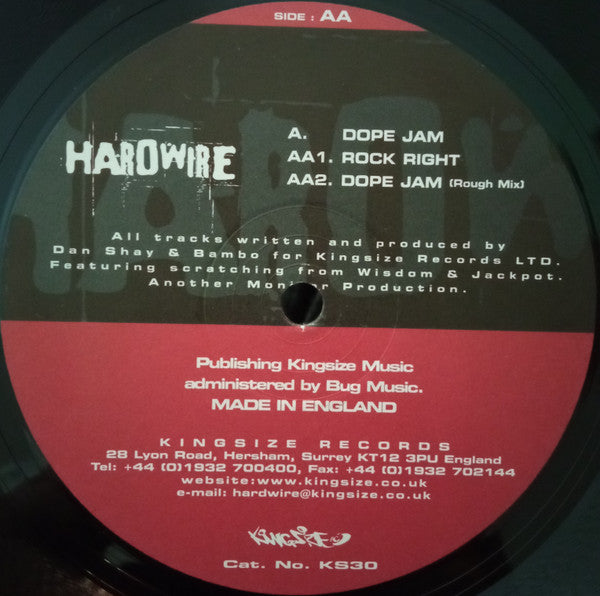 SIDE : AA
HARDWIRE
A. DOPE JAM
AA1. ROCK RIGHT
AA2. DOPE JAM (Rough Mix)
All tracks written and produced by
Dan Shay & Bambo for Kingsize Records LTD.
Featuring scratching from Wisdom & Jackpot.
Another Monster Production.
Publishing Kingsize Music
administered by Bug Music.
MADE IN ENGLAND
KINGSIZE RECORDS
28 Lyon Road, Hersham, Surrey KT12 3PU England
Tel: +44 (0)1932 700400, Fax: +44 (0)1932 702144
website:www.kingsize.co.uk
e-mail: hardwire@kingsize.co.uk
KINGSIZE
Cat. No. KS30